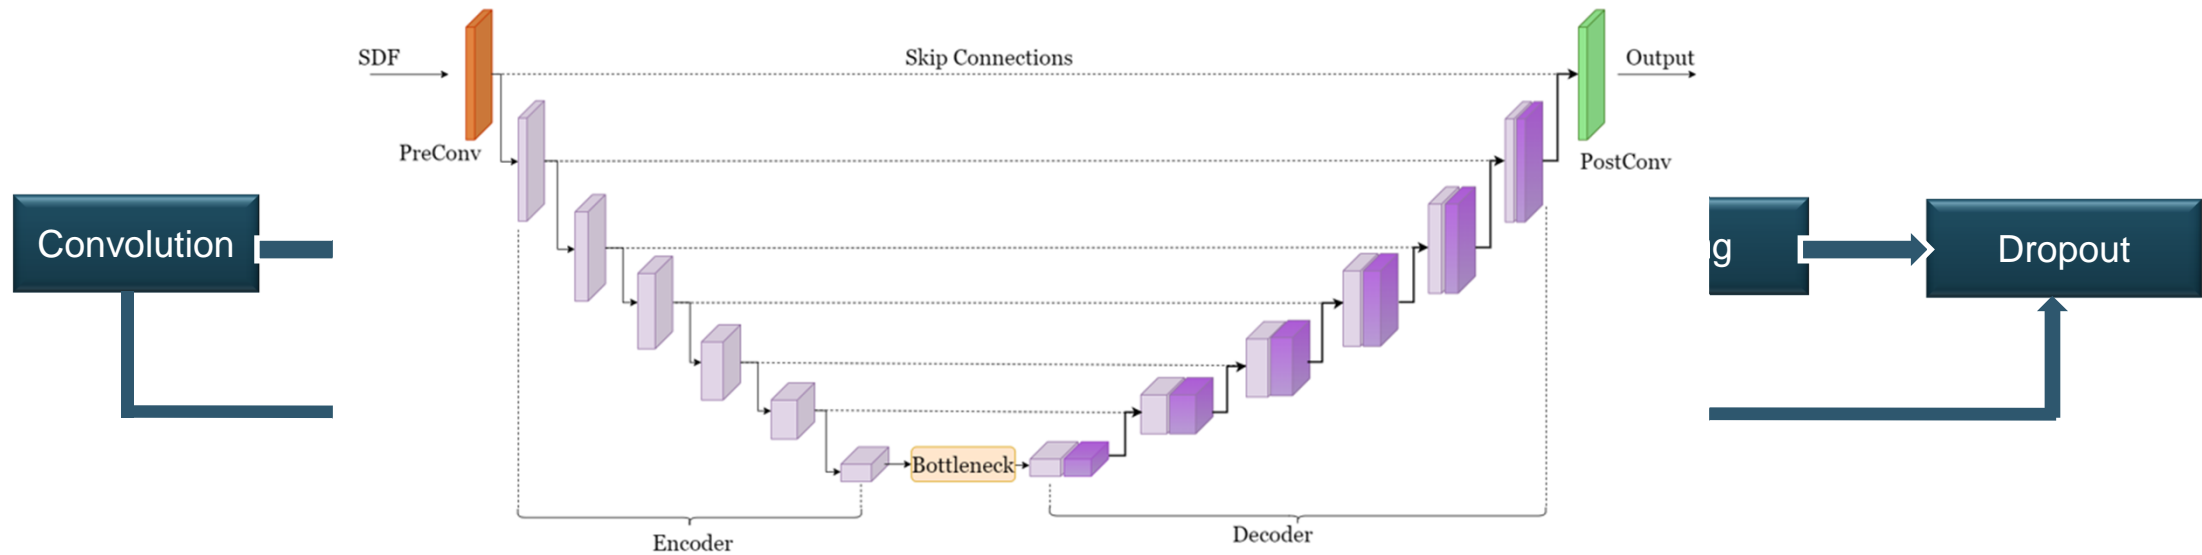 SDF
Skip Connections
Output
PreConv
PostConv
Convolution
g
Dropout
Bottleneck
Encoder
Decoder